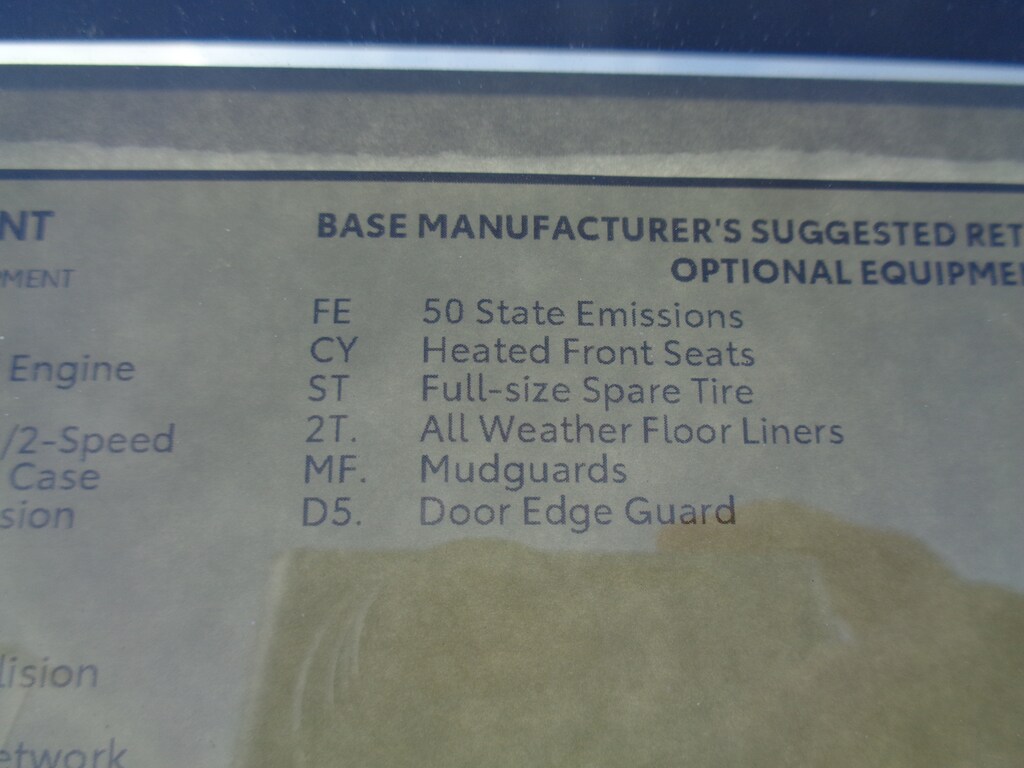 NT
BASE MANUFACTURER'S SUGGESTED RET
PMENT
OPTIONAL EQUIPME
FE 50 State Emissions
CY Heated Front Seats
Engine
ST Full-size Spare Tire
/2-Speed
2T. All Weather Floor Liners
Case
MF. Mudguards
sion
D5. Door Edge Guard
lision
etwork